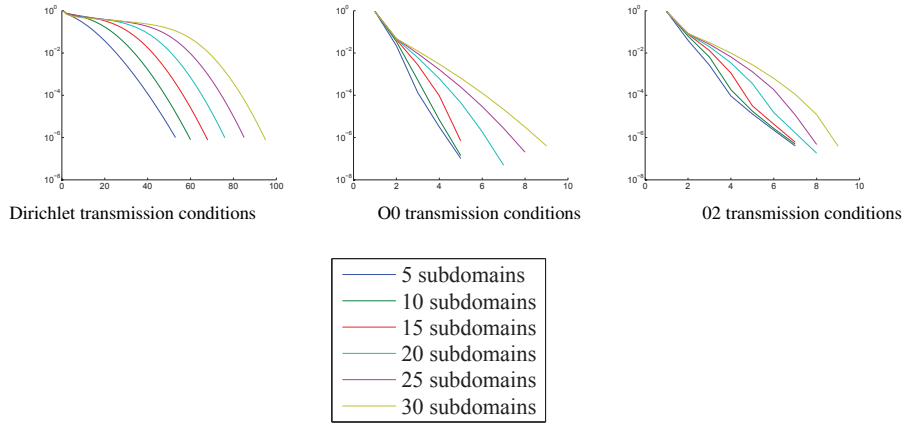 10^0
10^-2
10^-4
10^-6
10^-8
0 20 40 60 80 100
Dirichlet transmission conditions
10^0
10^-2
10^-4
10^-6
10^-8
0 2 4 6 8 10
O0 transmission conditions
10^0
10^-2
10^-4
10^-6
10^-8
0 2 4 6 8 10
02 transmission conditions
5 subdomains
10 subdomains
15 subdomains
20 subdomains
25 subdomains
30 subdomains